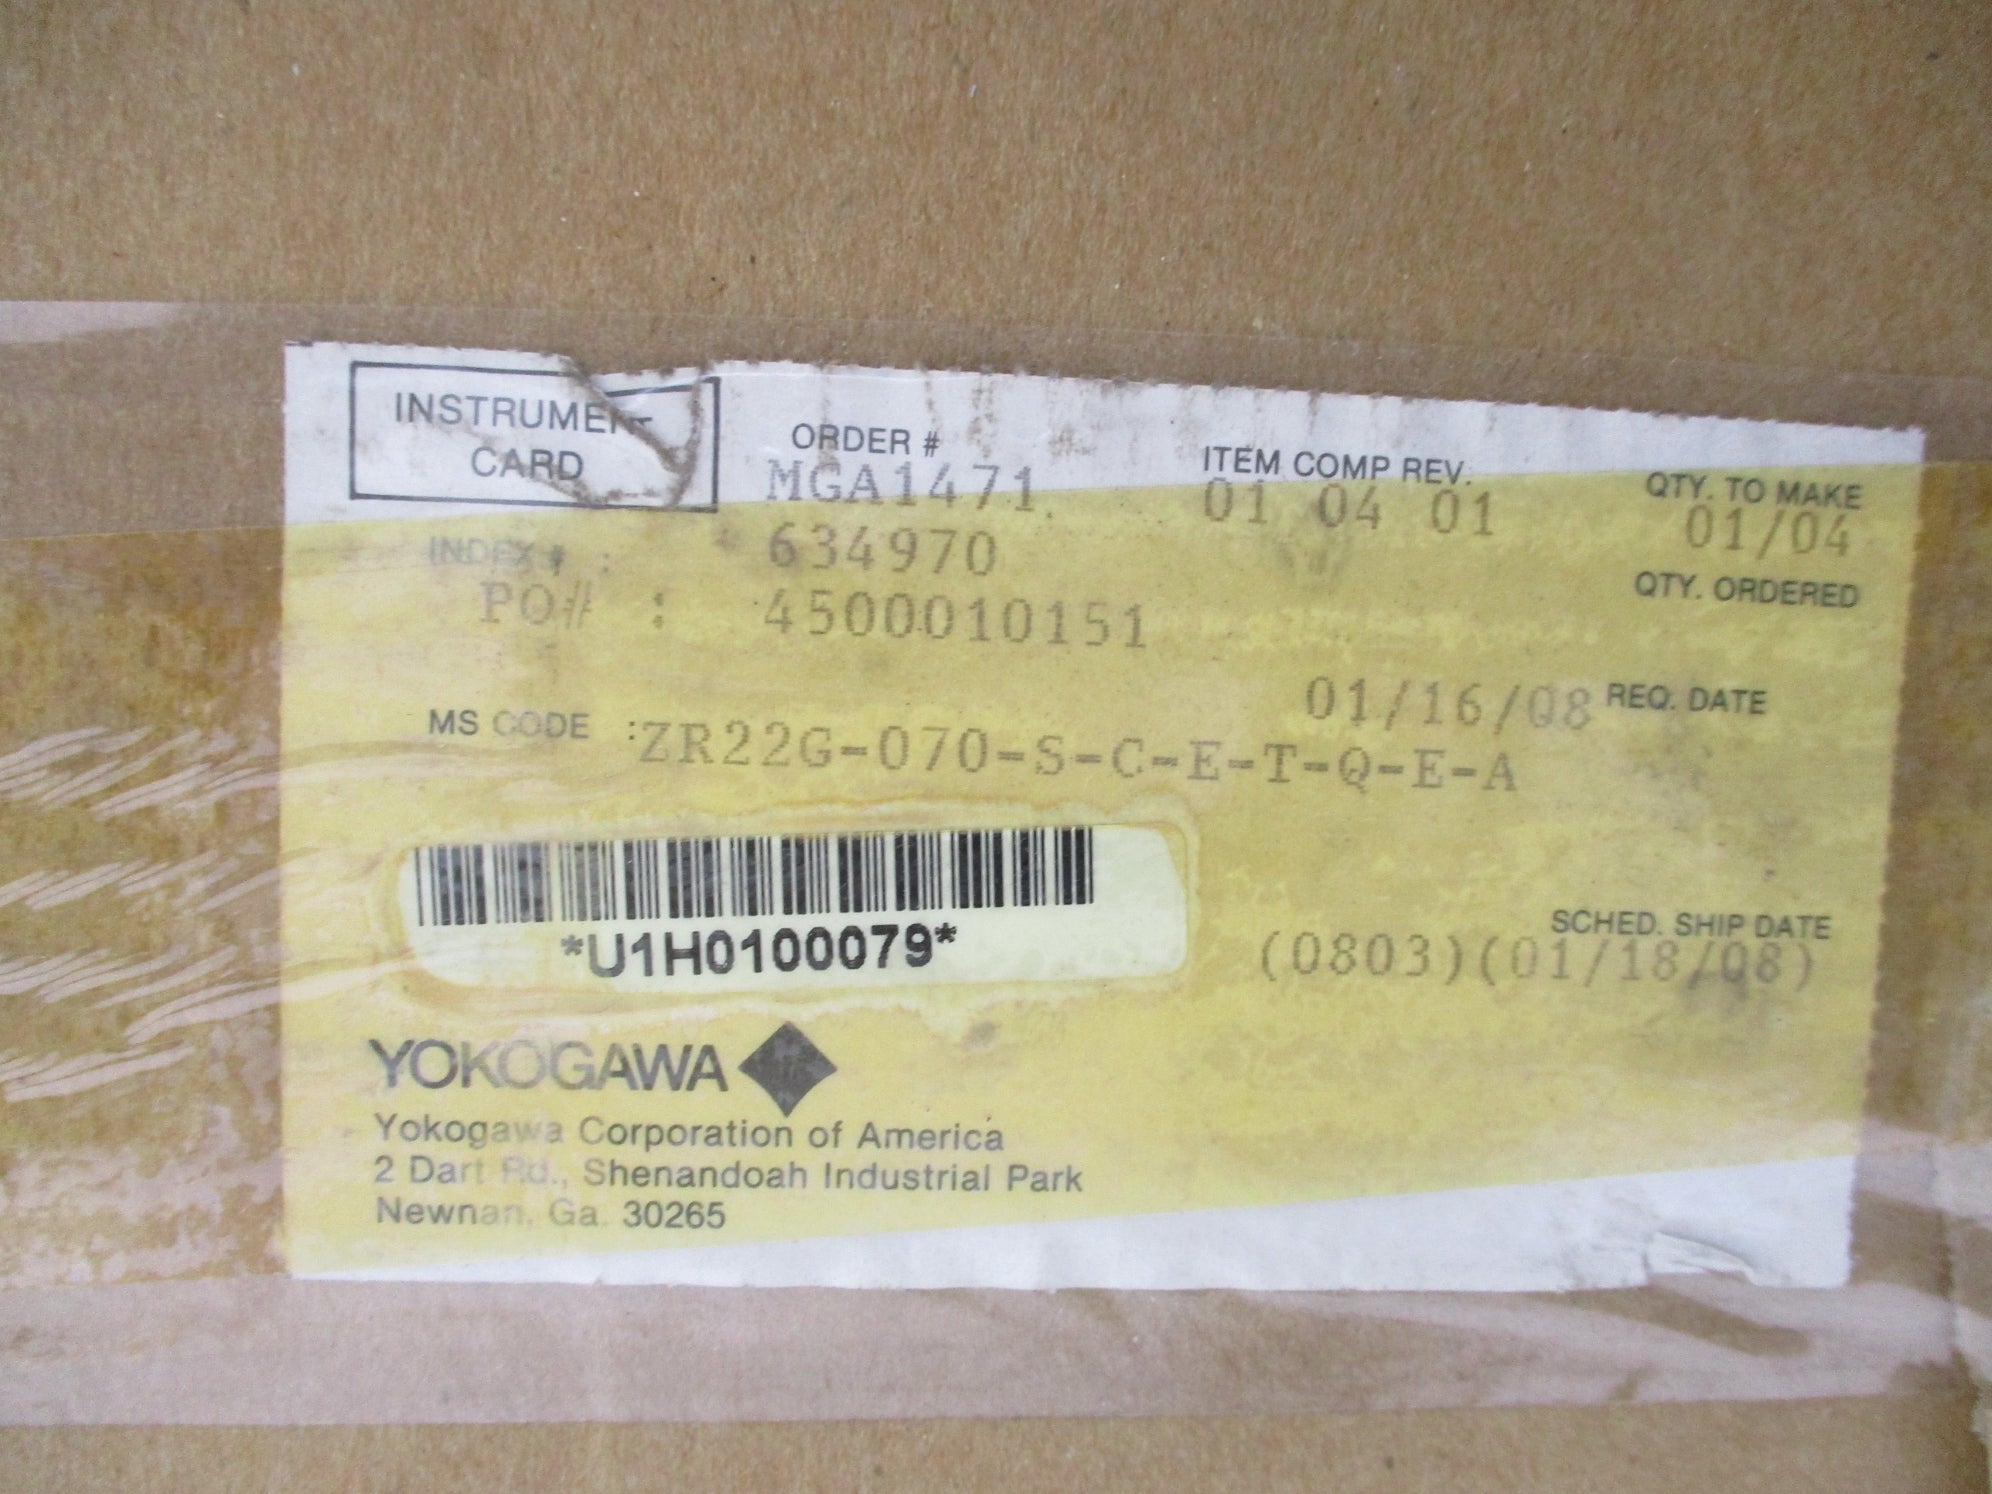 INSTRUMENT
CARD
ORDER #
MGA1471
ITEM COMP REV.
01 04 01
QTY. TO MAKE
01/04
INDEX # : 634970
QTY. ORDERED
PO# : 4500010151
01/16/08 REQ. DATE
MS CODE :ZR22G-070-S-C-E-T-Q-E-A
*U1H0100079*
SCHED. SHIP DATE
(0803)(01/18/08)
YOKOGAWA
Yokogawa Corporation of America
2 Dart Rd., Shenandoah Industrial Park
Newnan, Ga. 30265